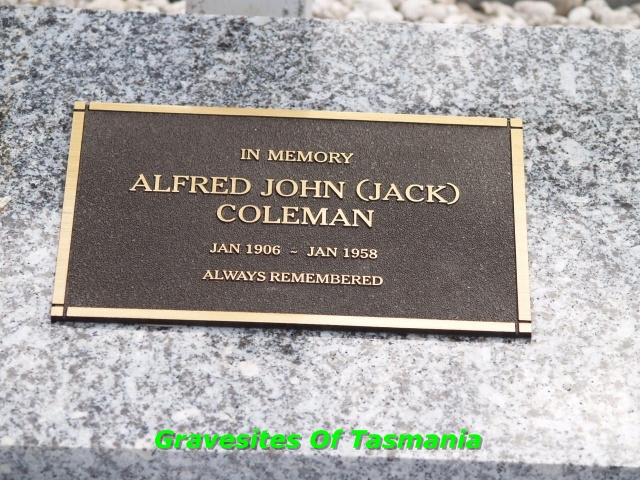 IN MEMORY
ALFRED JOHN (JACK)
COLEMAN
JAN 1906 ~ JAN 1958
ALWAYS REMEMBERED
Gravesites Of Tasmania